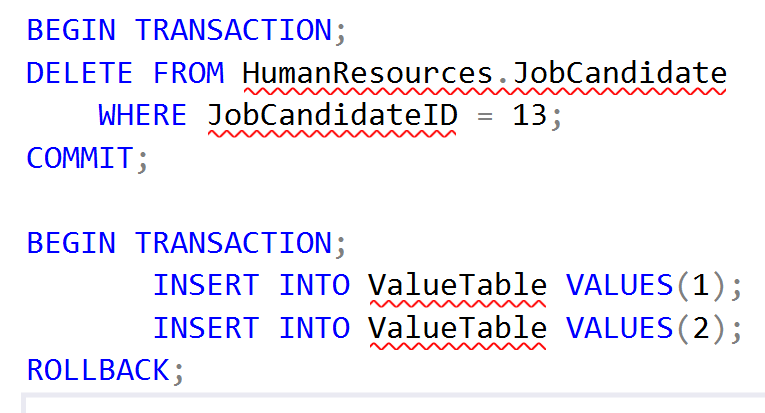 BEGIN TRANSACTION;
DELETE FROM HumanResources.JobCandidate
    WHERE JobCandidateID = 13;
COMMIT;

BEGIN TRANSACTION;
       INSERT INTO ValueTable VALUES(1);
       INSERT INTO ValueTable VALUES(2);
ROLLBACK;